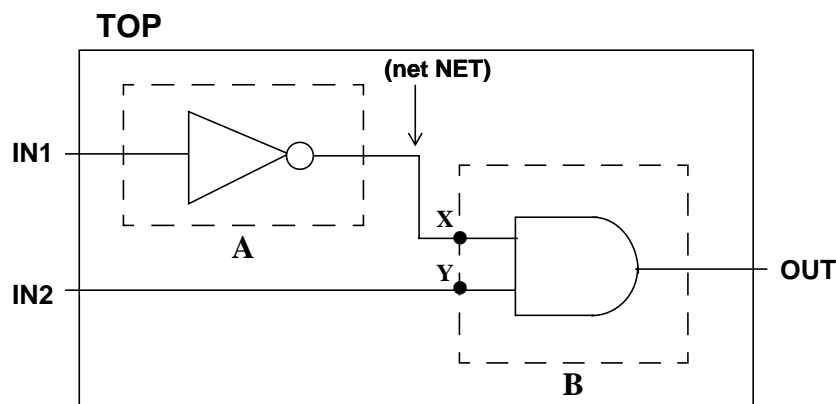 TOP
(net NET)
IN1
X
A
Y
IN2
OUT
B